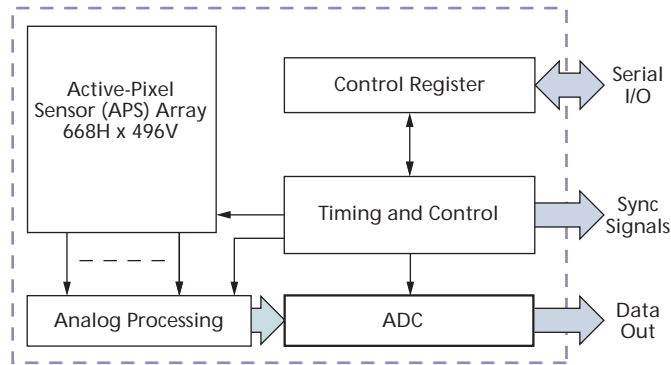 Active-Pixel
Sensor (APS) Array
668H x 496V
Control Register
Serial
I/O
Timing and Control
Sync
Signals
Analog Processing
ADC
Data
Out